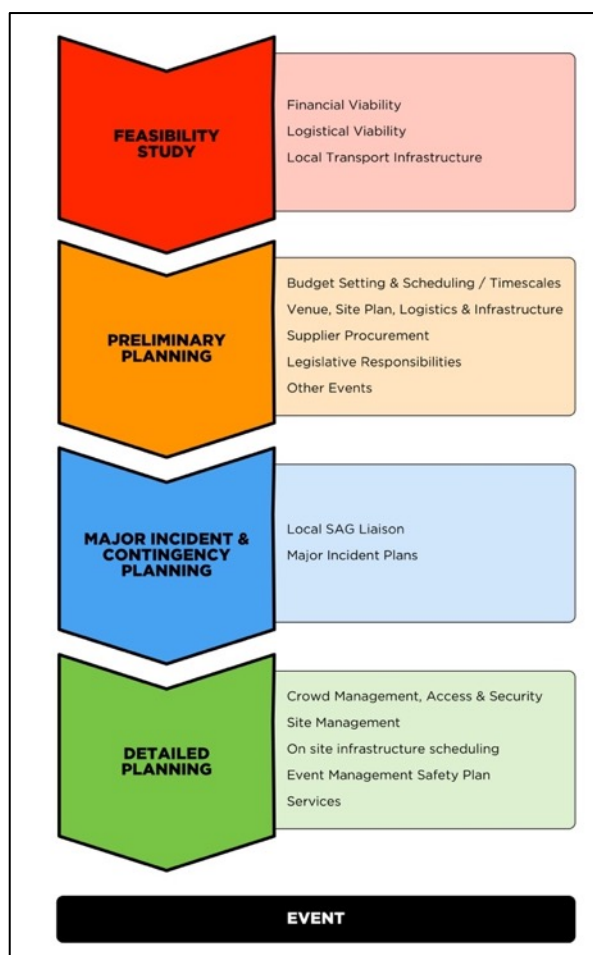 FEASIBILITY
STUDY
Financial Viability
Logistical Viability
Local Transport Infrastructure
PRELIMINARY
PLANNING
Budget Setting & Scheduling / Timescales
Venue, Site Plan, Logistics & Infrastructure
Supplier Procurement
Legislative Responsibilities
Other Events
MAJOR INCIDENT &
CONTINGENCY
PLANNING
Local SAG Liaison
Major Incident Plans
DETAILED
PLANNING
Crowd Management, Access & Security
Site Management
On site infrastructure scheduling
Event Management Safety Plan
Services
EVENT